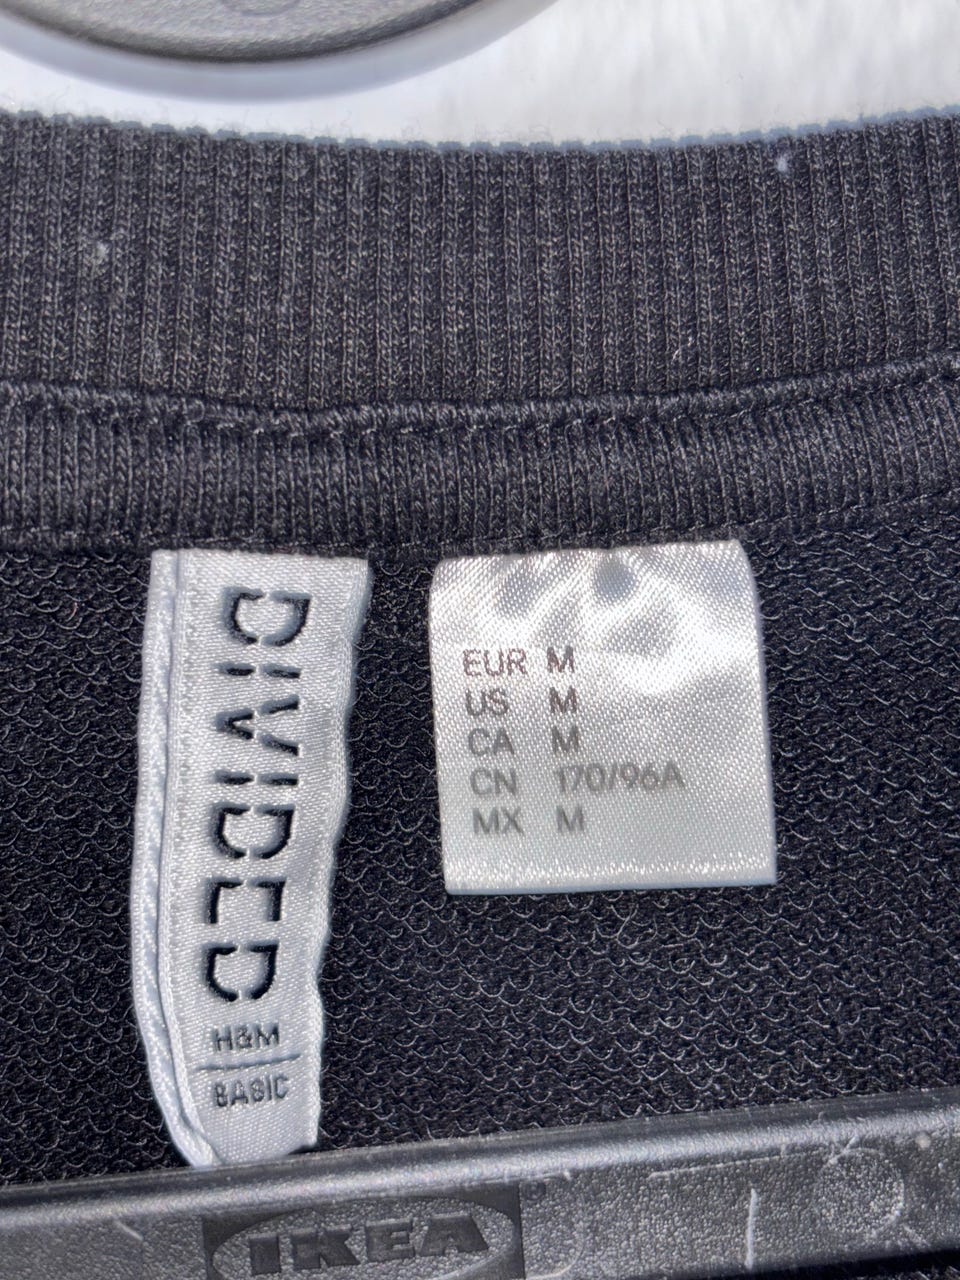 DIVIDED
H&M
BASIC
EUR M
US M
CA M
CN 170/96A
MX M
IKEA